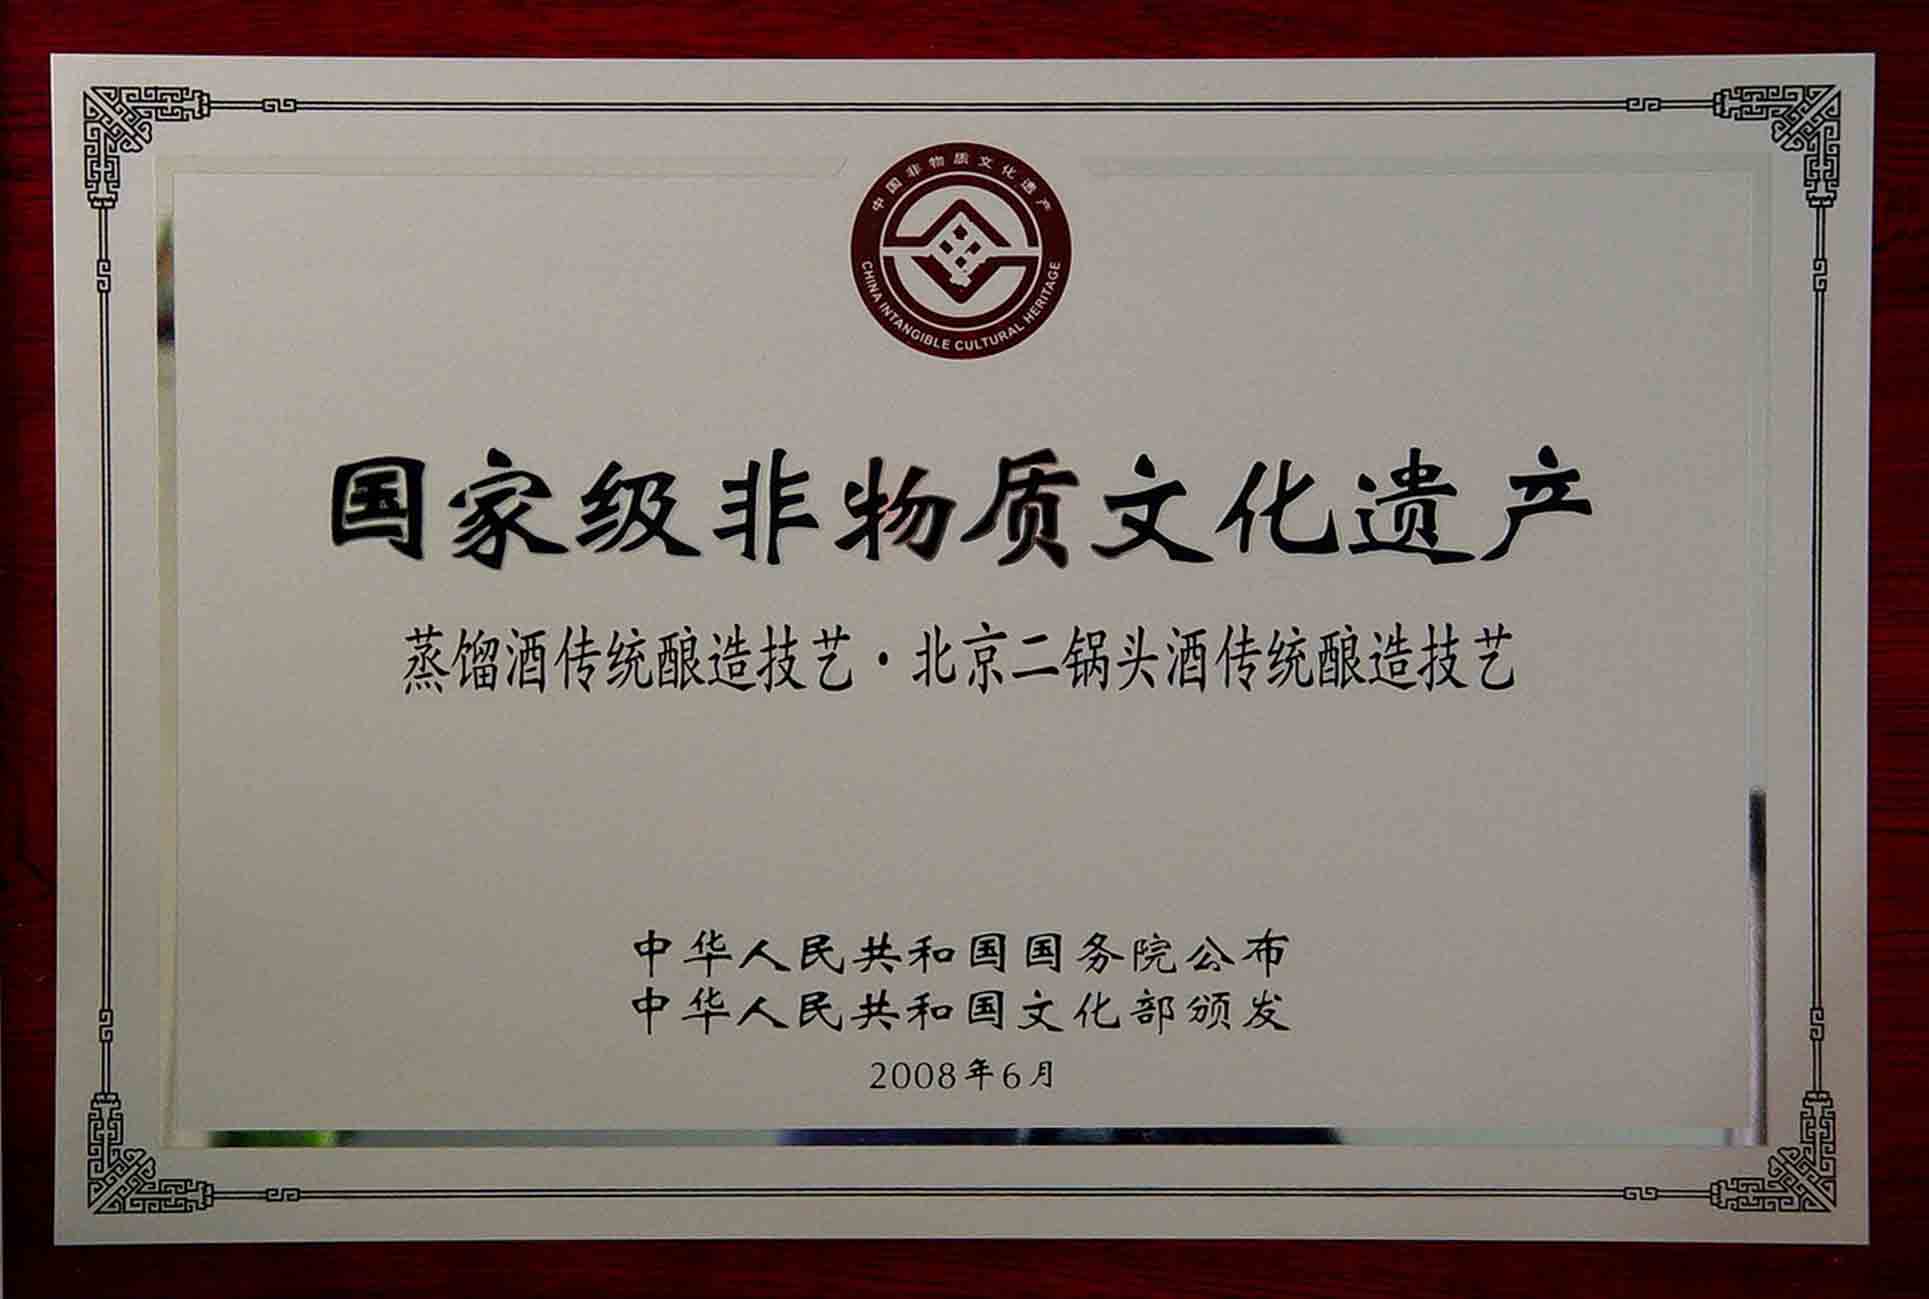 中国非物质文化遗产
CHINA INTANGIBLE CULTURAL HERITAGE
国家级非物质文化遗产
蒸馏酒传统酿造技艺·北京二锅头酒传统酿造技艺
中华人民共和国国务院公布
中华人民共和国文化部颁发
2008年6月